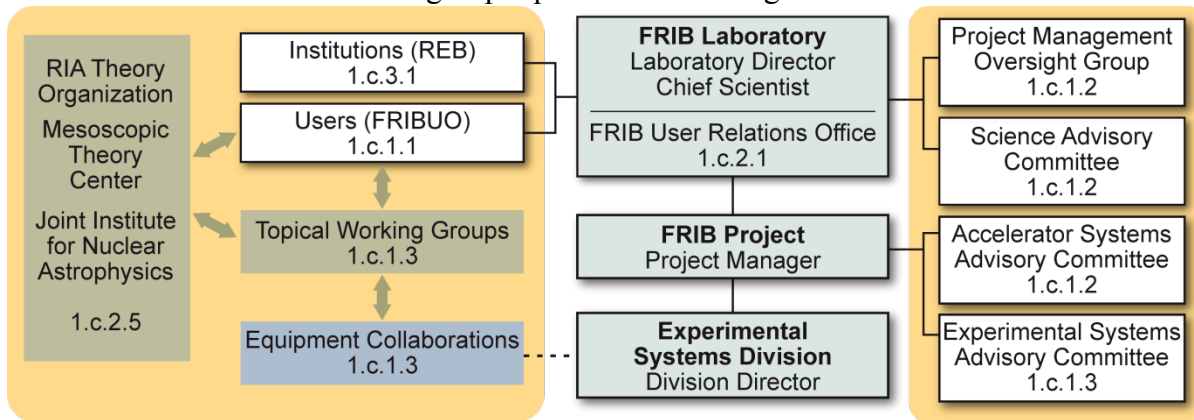 RIA Theory
Organization
Mesoscopic
Theory
Center
Joint Institute
for Nuclear
Astrophysics
1.c.2.5
Institutions (REB)
1.c.3.1
Users (FRIBUO)
1.c.1.1
Topical Working Groups
1.c.1.3
Equipment Collaborations
1.c.1.3
FRIB Laboratory
Laboratory Director
Chief Scientist
FRIB User Relations Office
1.c.2.1
FRIB Project
Project Manager
Experimental
Systems Division
Division Director
Project Management
Oversight Group
1.c.1.2
Science Advisory
Committee
1.c.1.2
Accelerator Systems
Advisory Committee
1.c.1.2
Experimental Systems
Advisory Committee
1.c.1.3